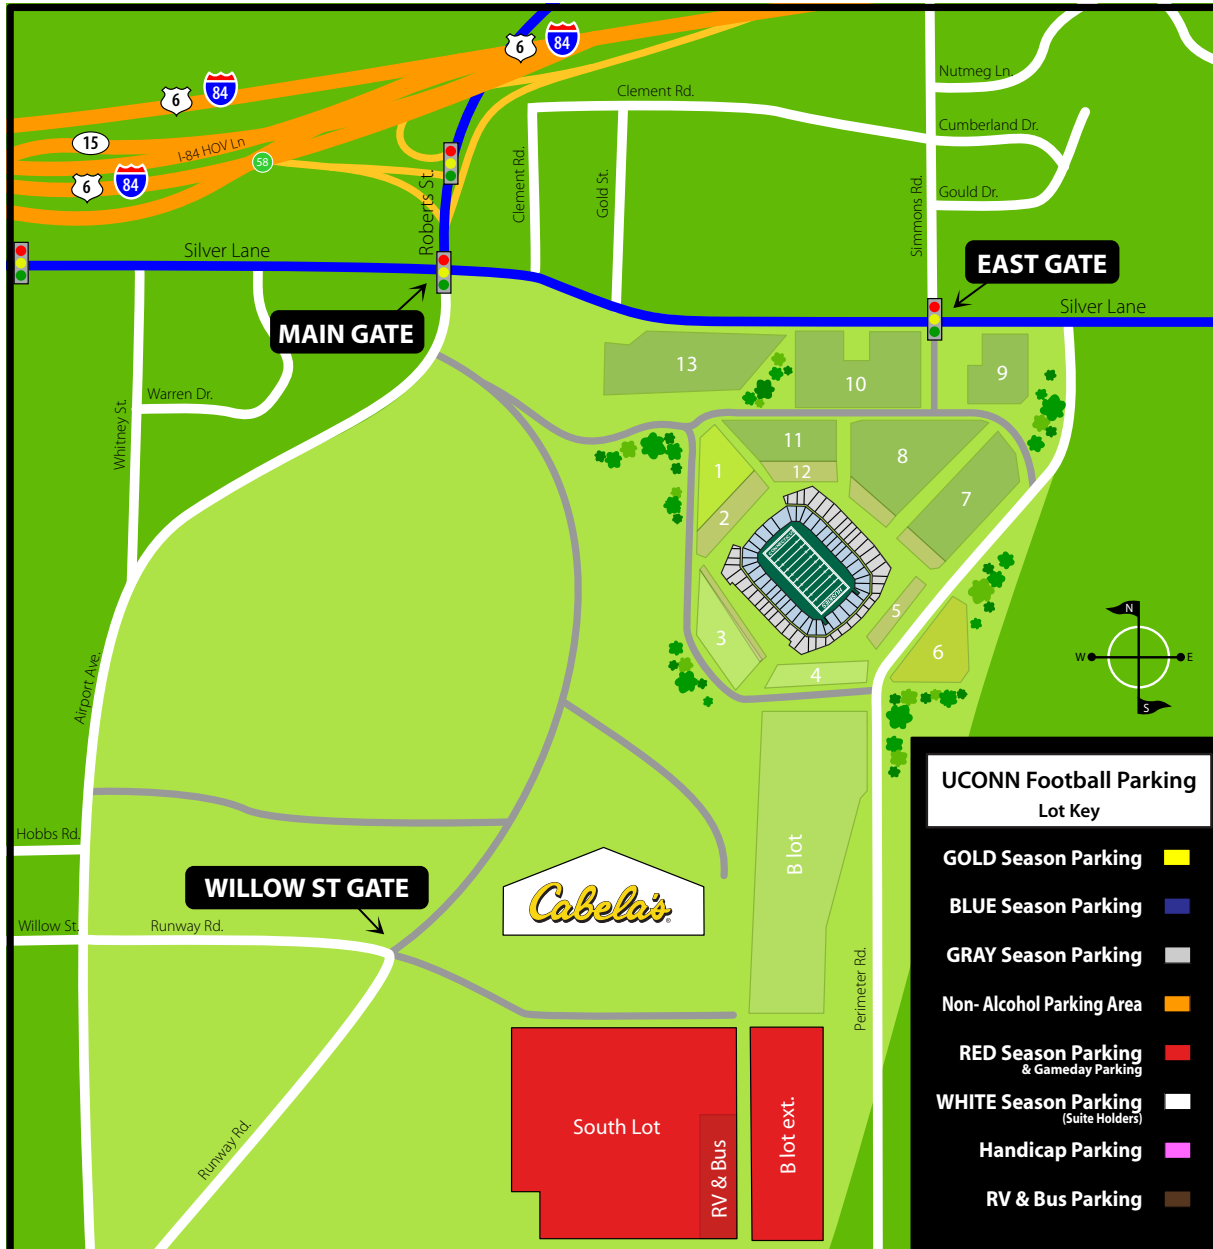 6
84
6
84
15
I-84 HOV Ln
58
6
84
Roberts St.
Clement Rd.
Clement Rd.
Gold St.
Simmons Rd.
Nutmeg Ln.
Cumberland Dr.
Gould Dr.
Silver Lane
MAIN GATE
EAST GATE
Silver Lane
Whitney St.
Warren Dr.
13
10
9
11
12
8
7
1
2
3
4
5
6
CONNECTICUT
HUSKIES
N
W
E
S
Airport Ave.
Hobbs Rd.
WILLOW ST GATE
Willow St.
Runway Rd.
Runway Rd.
Cabela's
B lot
Perimeter Rd.
South Lot
RV & Bus
B lot ext.
UCONN Football Parking
Lot Key
GOLD Season Parking
BLUE Season Parking
GRAY Season Parking
Non- Alcohol Parking Area
RED Season Parking
& Gameday Parking
WHITE Season Parking
(Suite Holders)
Handicap Parking
RV & Bus Parking